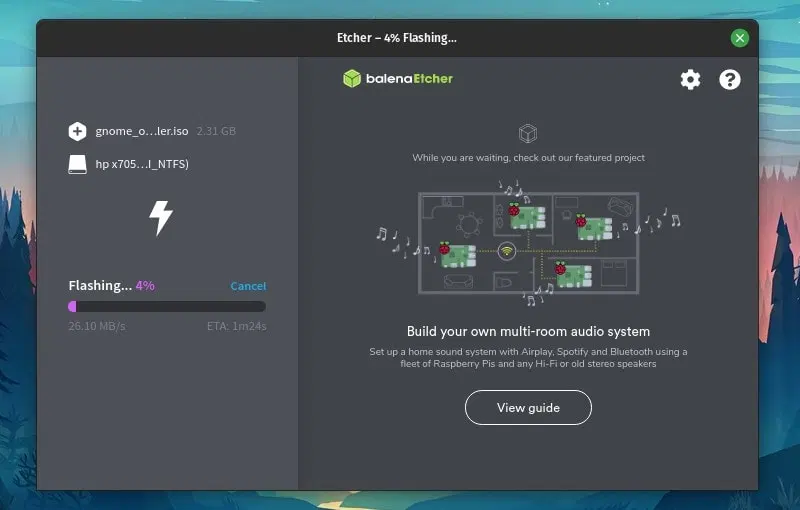 Etcher – 4% Flashing...
balenaEtcher
gnome_o...ler.iso 2.31 GB
hp x705...I_NTFS)
Flashing... 4% Cancel
26.10 MB/s ETA: 1m24s
While you are waiting, check out our featured project
Build your own multi-room audio system
Set up a home sound system with Airplay, Spotify and Bluetooth using a
fleet of Raspberry Pis and any Hi-Fi or old stereo speakers
View guide